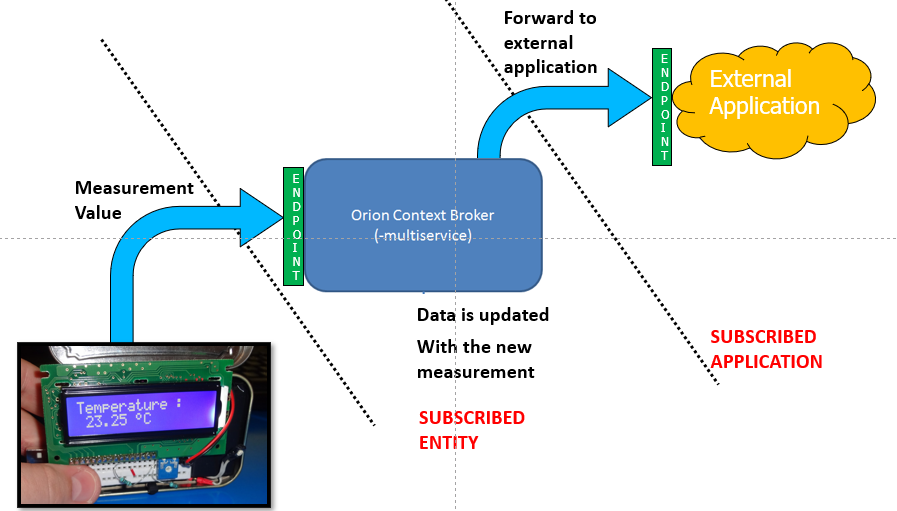 Forward to
external
application
ENDPOINT
External
Application
Measurement
Value
ENDPOINT
Orion Context Broker
(-multiservice)
Data is updated
With the new
measurement
SUBSCRIBED
APPLICATION
SUBSCRIBED
ENTITY
Temperature :
23.25 °C